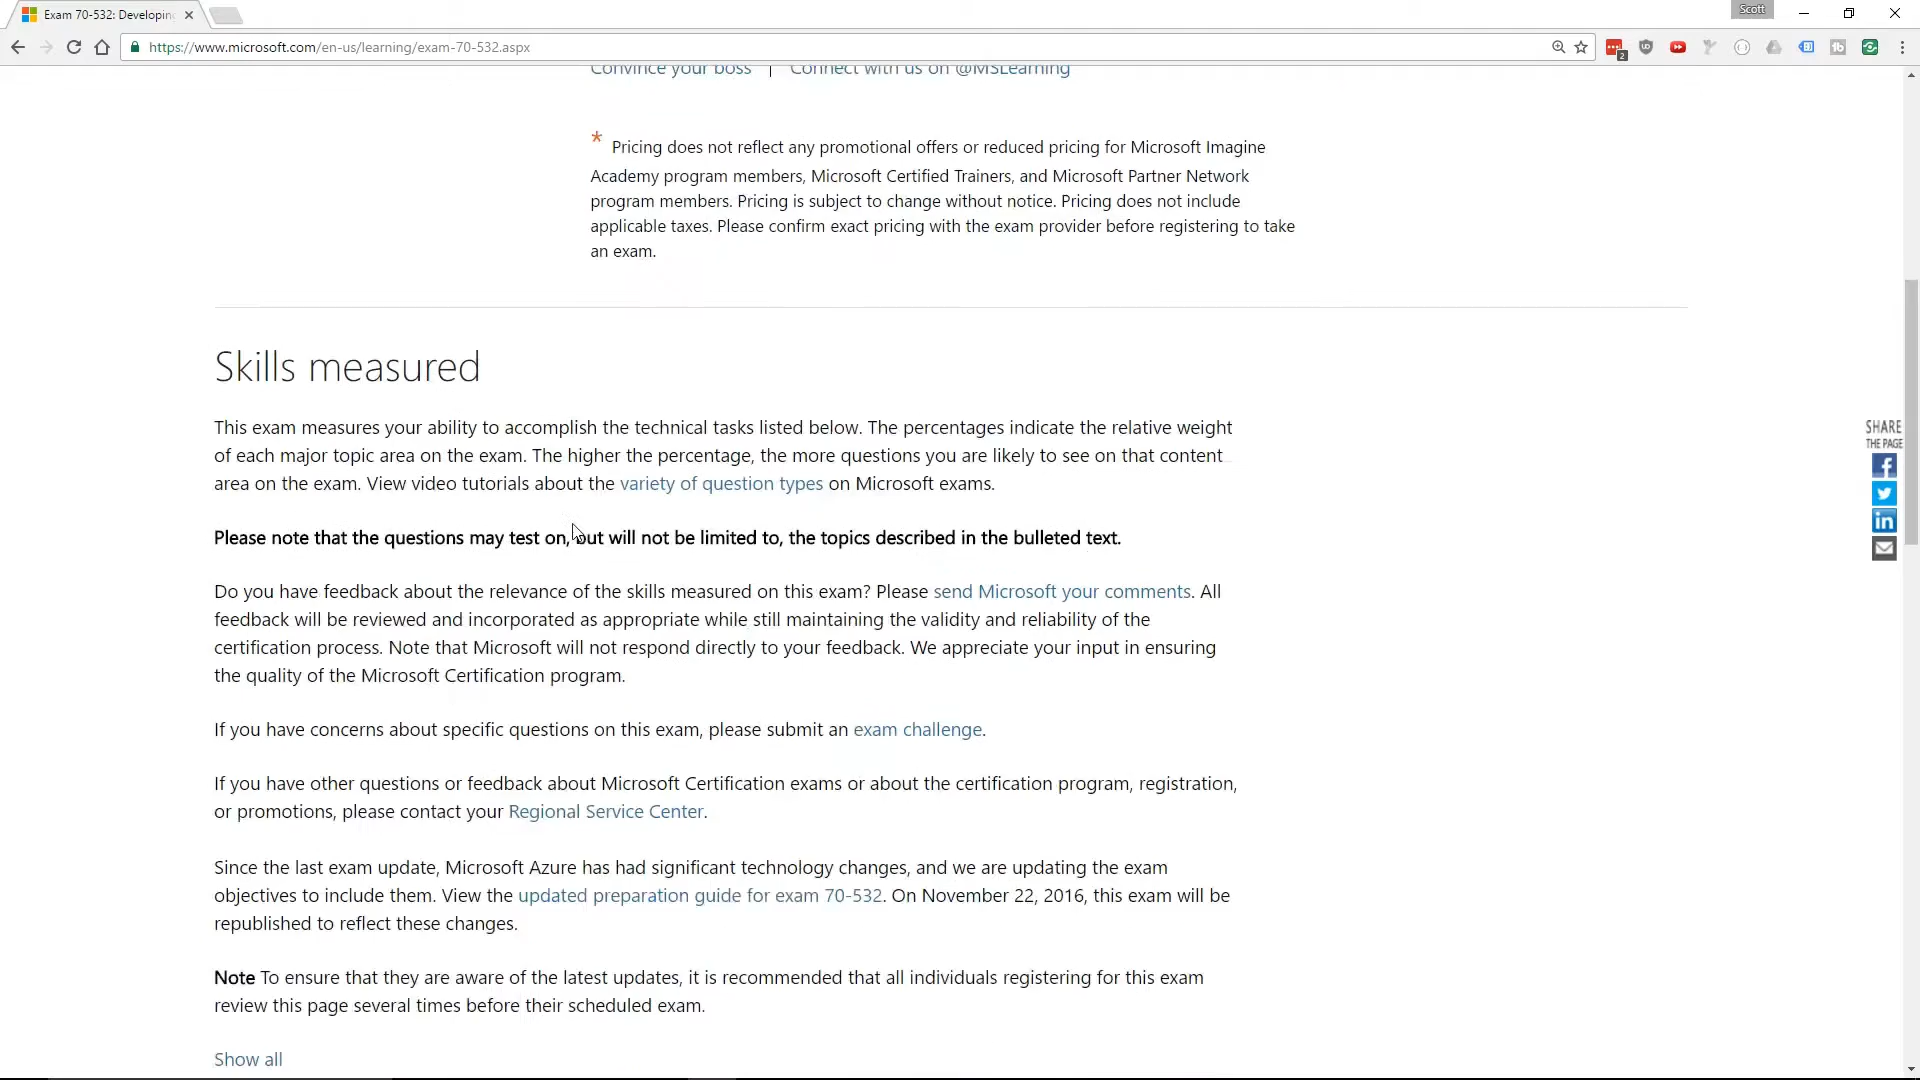 Exam 70-532: Developin
Scott
https://www.microsoft.com/en-us/learning/exam-70-532.aspx
2
Convince your boss | Connect with us on @MSLearning
* Pricing does not reflect any promotional offers or reduced pricing for Microsoft Imagine
Academy program members, Microsoft Certified Trainers, and Microsoft Partner Network
program members. Pricing is subject to change without notice. Pricing does not include
applicable taxes. Please confirm exact pricing with the exam provider before registering to take
an exam.
Skills measured
This exam measures your ability to accomplish the technical tasks listed below. The percentages indicate the relative weight
of each major topic area on the exam. The higher the percentage, the more questions you are likely to see on that content
area on the exam. View video tutorials about the variety of question types on Microsoft exams.
Please note that the questions may test on, but will not be limited to, the topics described in the bulleted text.
Do you have feedback about the relevance of the skills measured on this exam? Please send Microsoft your comments. All
feedback will be reviewed and incorporated as appropriate while still maintaining the validity and reliability of the
certification process. Note that Microsoft will not respond directly to your feedback. We appreciate your input in ensuring
the quality of the Microsoft Certification program.
If you have concerns about specific questions on this exam, please submit an exam challenge.
If you have other questions or feedback about Microsoft Certification exams or about the certification program, registration,
or promotions, please contact your Regional Service Center.
Since the last exam update, Microsoft Azure has had significant technology changes, and we are updating the exam
objectives to include them. View the updated preparation guide for exam 70-532. On November 22, 2016, this exam will be
republished to reflect these changes.
Note To ensure that they are aware of the latest updates, it is recommended that all individuals registering for this exam
review this page several times before their scheduled exam.
Show all
SHARE
THE PAGE